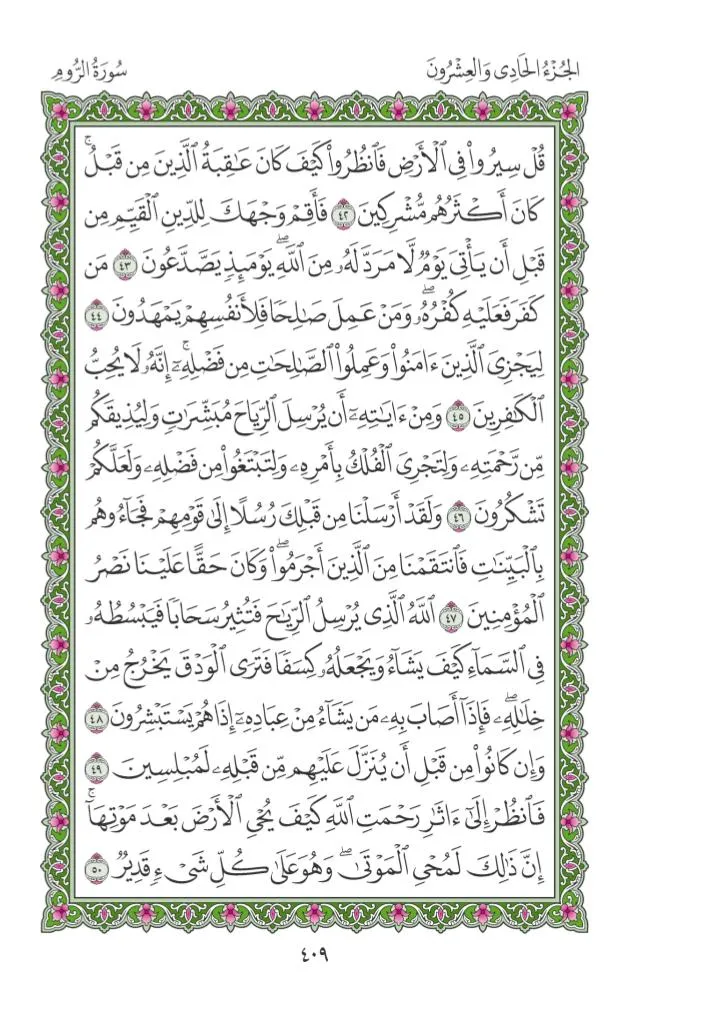 الجُزْءُ الحَادِي وَالعِشْرُونَ
سُورَةُ الرُّومِ
قُلْ سِيرُوا۟ فِى ٱلْأَرْضِ فَٱنظُرُوا۟ كَيْفَ كَانَ عَٰقِبَةُ ٱلَّذِينَ مِن قَبْلُ ۚ
كَانَ أَكْثَرُهُم مُّشْرِكِينَ ٤٢ فَأَقِمْ وَجْهَكَ لِلدِّينِ ٱلْقَيِّمِ مِن
قَبْلِ أَن يَأْتِىَ يَوْمٌ لَّا مَرَدَّ لَهُۥ مِنَ ٱللَّهِ ۖ يَوْمَئِذٍ يَصَّدَّعُونَ ٤٣ مَن
كَفَرَ فَعَلَيْهِ كُفْرُهُۥ ۖ وَمَنْ عَمِلَ صَٰلِحًا فَلِأَنفُسِهِمْ يَمْهَدُونَ ٤٤
لِيَجْزِىَ ٱلَّذِينَ ءَامَنُوا۟ وَعَمِلُوا۟ ٱلصَّٰلِحَٰتِ مِن فَضْلِهِۦٓ ۚ إِنَّهُۥ لَا يُحِبُّ
ٱلْكَٰفِرِينَ ٤٥ وَمِنْ ءَايَٰتِهِۦٓ أَن يُرْسِلَ ٱلرِّيَاحَ مُبَشِّرَٰتٍ وَلِيُذِيقَكُم
مِّن رَّحْمَتِهِۦ وَلِتَجْرِىَ ٱلْفُلْكُ بِأَمْرِهِۦ وَلِتَبْتَغُوا۟ مِن فَضْلِهِۦ وَلَعَلَّكُمْ
تَشْكُرُونَ ٤٦ وَلَقَدْ أَرْسَلْنَا مِن قَبْلِكَ رُسُلًا إِلَىٰ قَوْمِهِمْ فَجَآءُوهُم
بِٱلْبَيِّنَٰتِ فَٱنتَقَمْنَا مِنَ ٱلَّذِينَ أَجْرَمُوا۟ ۖ وَكَانَ حَقًّا عَلَيْنَا نَصْرُ
ٱلْمُؤْمِنِينَ ٤٧ ٱللَّهُ ٱلَّذِى يُرْسِلُ ٱلرِّيَٰحَ فَتُثِيرُ سَحَابًا فَيَبْسُطُهُۥ
فِى ٱلسَّمَآءِ كَيْفَ يَشَآءُ وَيَجْعَلُهُۥ كِسَفًا فَتَرَى ٱلْوَدْقَ يَخْرُجُ مِنْ
خِلَٰلِهِۦ ۖ فَإِذَآ أَصَابَ بِهِۦ مَن يَشَآءُ مِنْ عِبَادِهِۦٓ إِذَا هُمْ يَسْتَبْشِرُونَ ٤٨
وَإِن كَانُوا۟ مِن قَبْلِ أَن يُنَزَّلَ عَلَيْهِم مِّن قَبْلِهِۦ لَمُبْلِسِينَ ٤٩
فَٱنظُرْ إِلَىٰٓ ءَاثَٰرِ رَحْمَتِ ٱللَّهِ كَيْفَ يُحْىِ ٱلْأَرْضَ بَعْدَ مَوْتِهَآ ۚ
إِنَّ ذَٰلِكَ لَمُحْىِ ٱلْمَوْتَىٰ ۖ وَهُوَ عَلَىٰ كُلِّ شَىْءٍ قَدِيرٌ ٥٠
٤٠٩